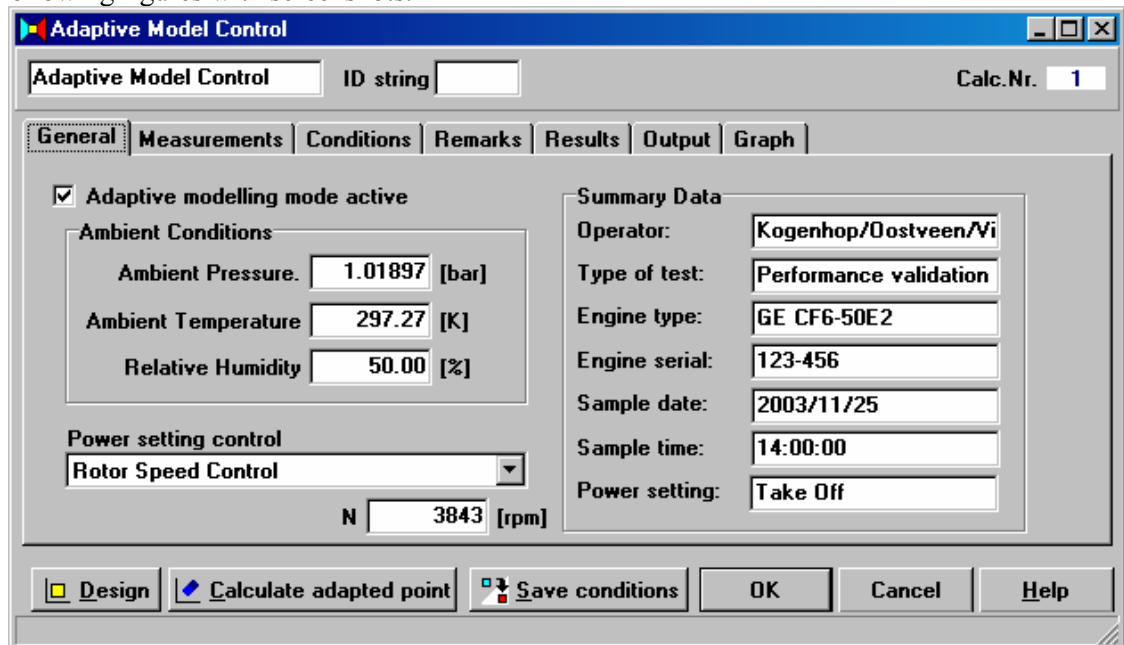 Adaptive Model Control
Adaptive Model Control ID string Calc.Nr. 1
General Measurements Conditions Remarks Results Output Graph
Adaptive modelling mode active
Ambient Conditions
Ambient Pressure. 1.01897 [bar]
Ambient Temperature 297.27 [K]
Relative Humidity 50.00 [%]
Power setting control
Rotor Speed Control
N 3843 [rpm]
Summary Data
Operator: Kogenhop/Oostveen/Vi
Type of test: Performance validation
Engine type: GE CF6-50E2
Engine serial: 123-456
Sample date: 2003/11/25
Sample time: 14:00:00
Power setting: Take Off
Design Calculate adapted point Save conditions OK Cancel Help